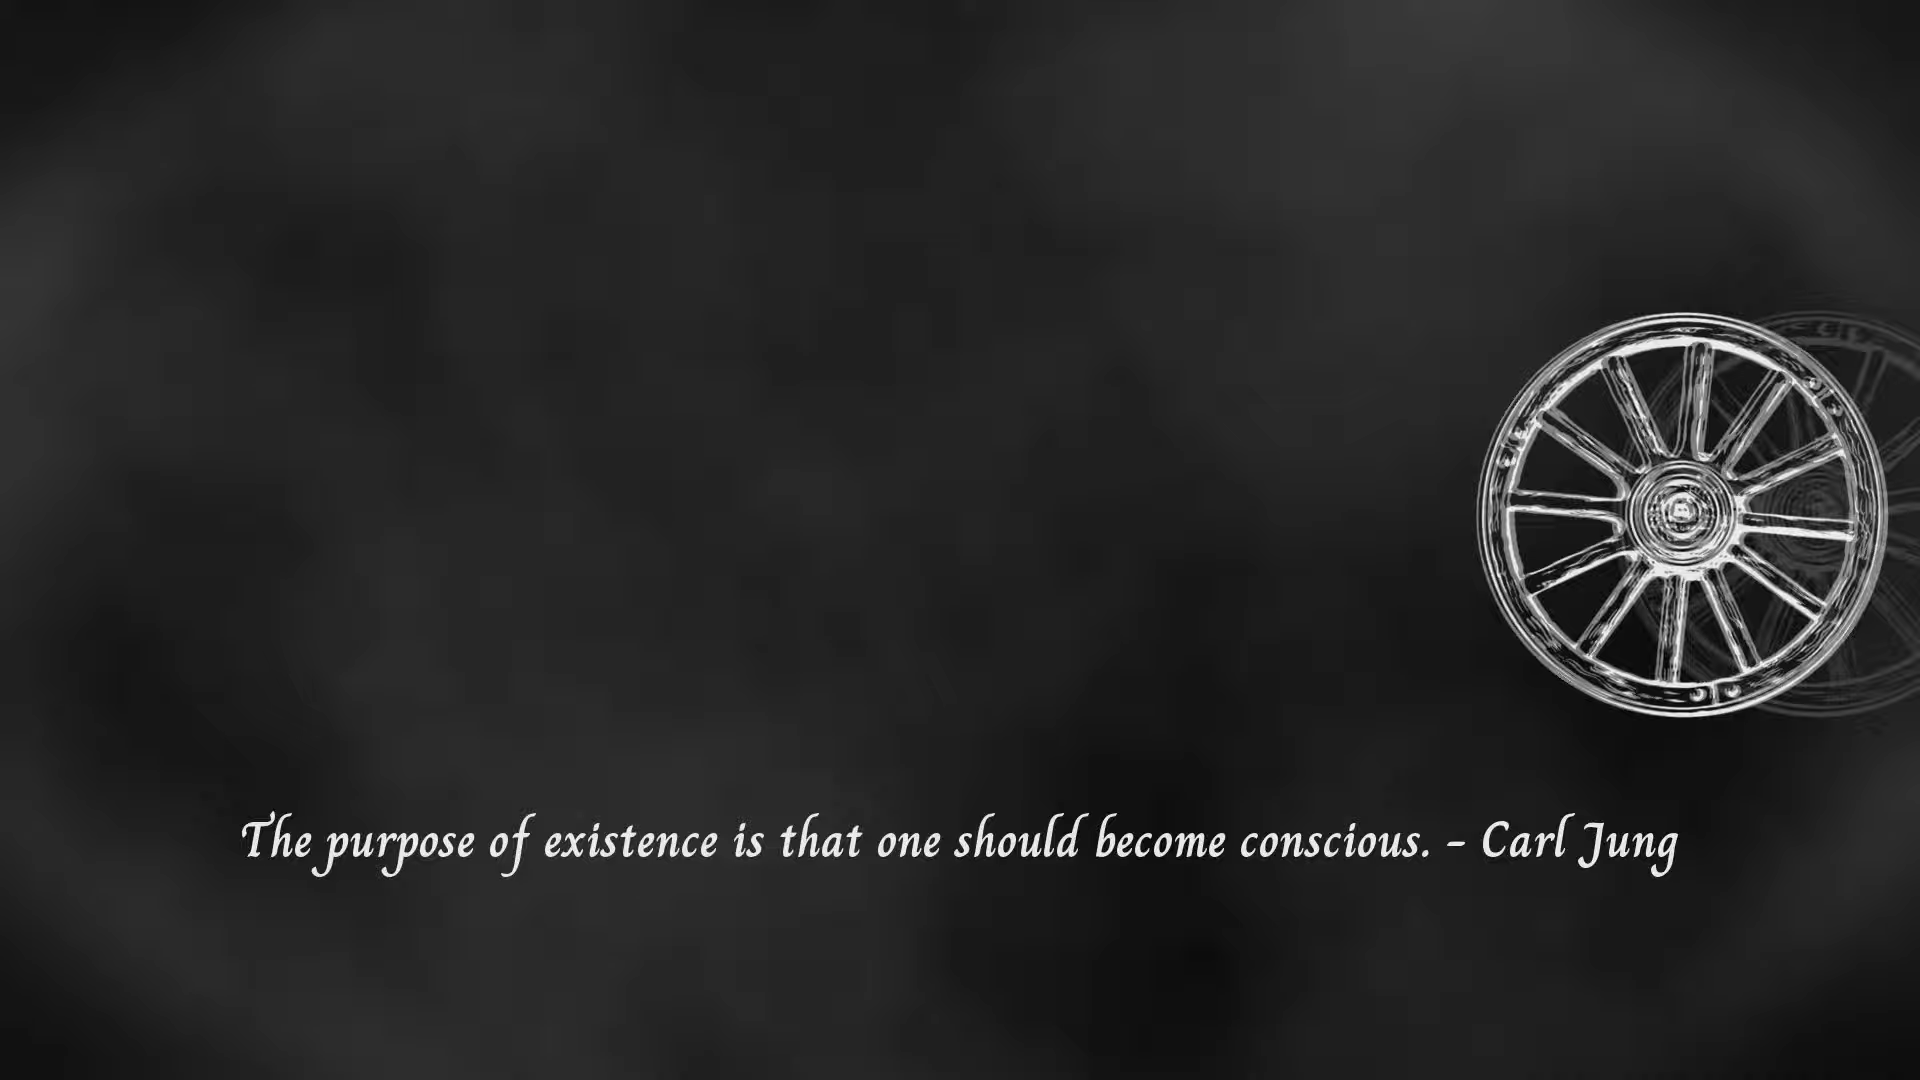 The purpose of existence is that one should become conscious. - Carl Jung